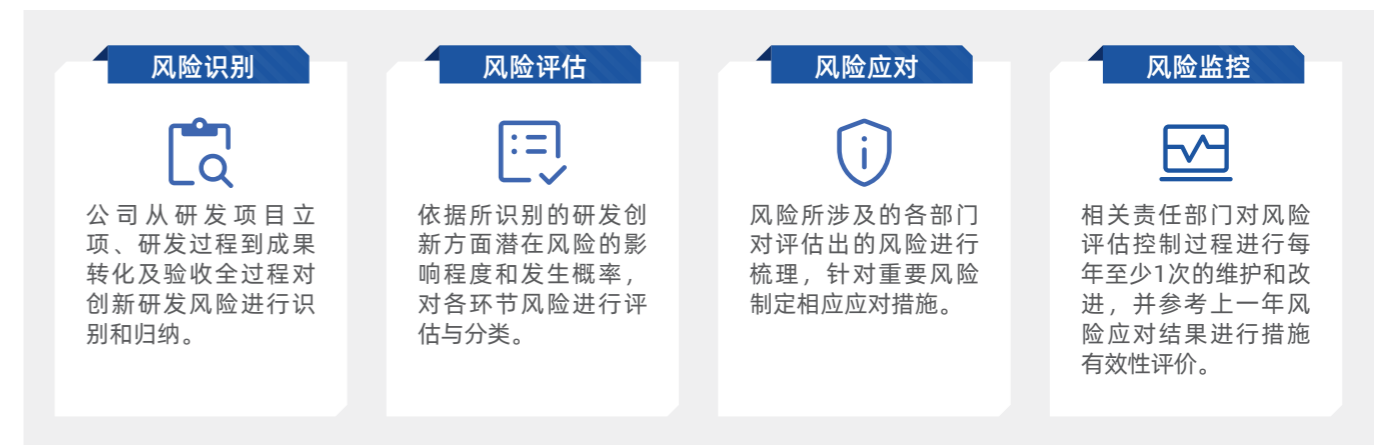 风险识别
公司从研发项目立
项、研发过程到成果
转化及验收全过程对
创新研发风险进行识
别和归纳。
风险评估
依据所识别的研发创
新方面潜在风险的影
响程度和发生概率，
对各环节风险进行评
估与分类。
风险应对
风险所涉及的各部门
对评估出的风险进行
梳理，针对重要风险
制定相应应对措施。
风险监控
相关责任部门对风险
评估控制过程进行每
年至少1次的维护和改
进，并参考上一年风
险应对结果进行措施
有效性评价。